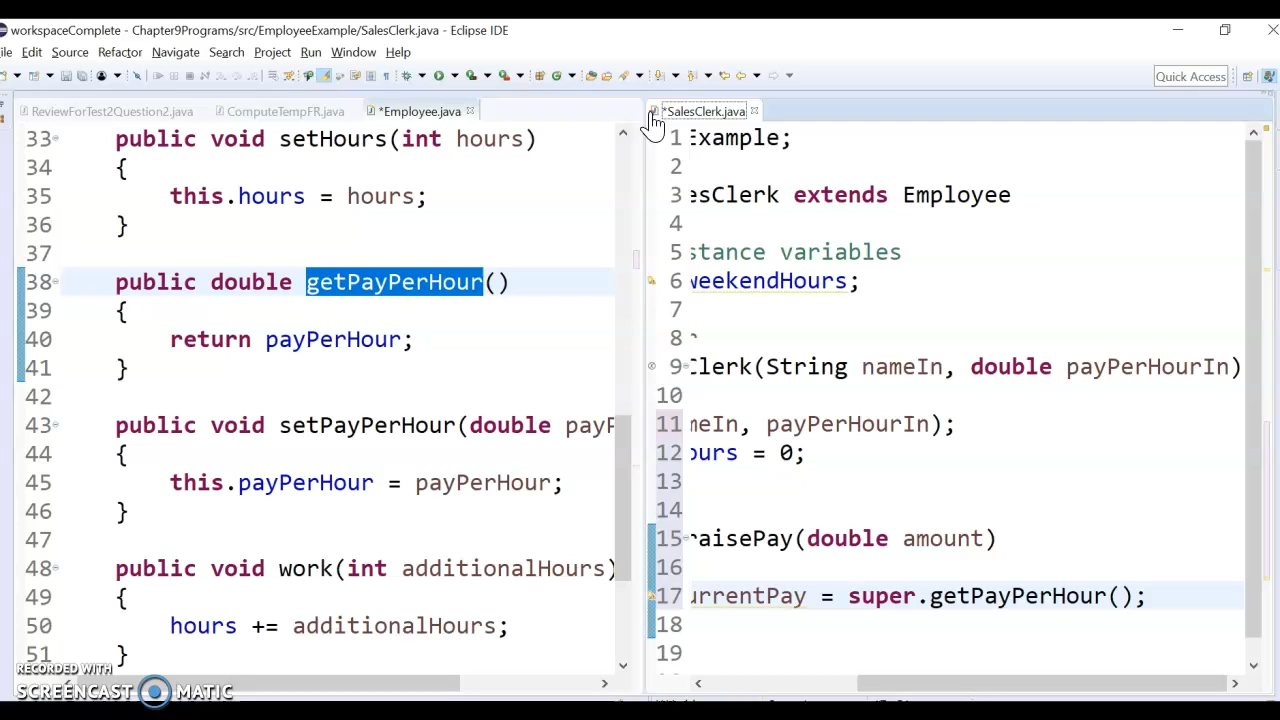 workspaceComplete - Chapter9Programs/src/EmployeeExample/SalesClerk.java - Eclipse IDE
ile Edit Source Refactor Navigate Search Project Run Window Help
Quick Access
ReviewForTest2Question2.java ComputeTempFR.java *Employee.java *SalesClerk.java
33 public void setHours(int hours)
34 {
35 this.hours = hours;
36 }
37
38 public double getPayPerHour()
39 {
40 return payPerHour;
41 }
42
43 public void setPayPerHour(double payP
44 {
45 this.payPerHour = payPerHour;
46 }
47
48 public void work(int additionalHours)
49 {
50 hours += additionalHours;
51 }
1 Example;
2
3 esClerk extends Employee
4
5 stance variables
6 weekendHours;
7
8
9 Clerk(String nameIn, double payPerHourIn)
10
11 meIn, payPerHourIn);
12 ours = 0;
13
14
15 raisePay(double amount)
16
17 urrentPay = super.getPayPerHour();
18
19
RECORDED WITH
SCREENCAST MATIC